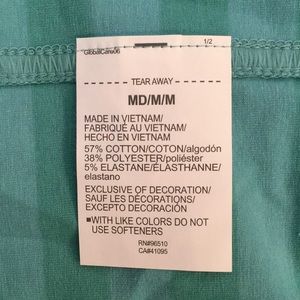 GlobalCare06 1/2
TEAR AWAY
MD/M/M
MADE IN VIETNAM/
FABRIQUÉ AU VIETNAM/
HECHO EN VIETNAM
57% COTTON/COTON/algodón
38% POLYESTER/poliéster
5% ELASTANE/ÉLASTHANNE/
elastano
EXCLUSIVE OF DECORATION/
SAUF LES DÉCORATIONS/
EXCEPTO DECORACIÓN
■WITH LIKE COLORS DO NOT
USE SOFTENERS
RN#96510
CA#41095